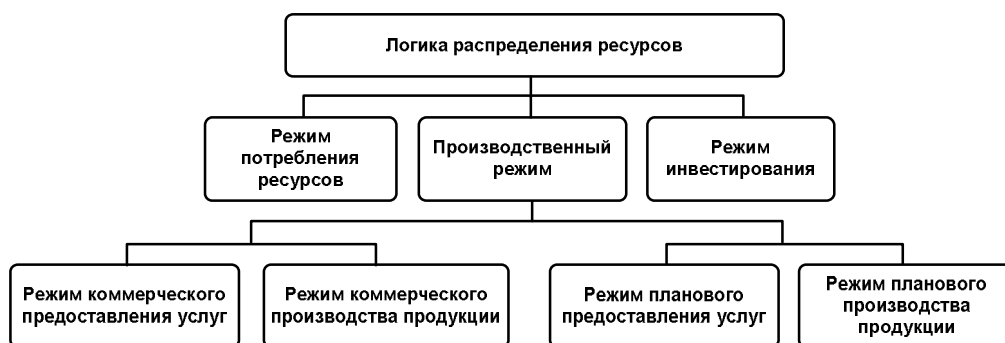 Логика распределения ресурсов
Режим
потребления
ресурсов
Производственный
режим
Режим
инвестирования
Режим коммерческого
предоставления услуг
Режим коммерческого
производства продукции
Режим планового
предоставления услуг
Режим планового
производства
продукции